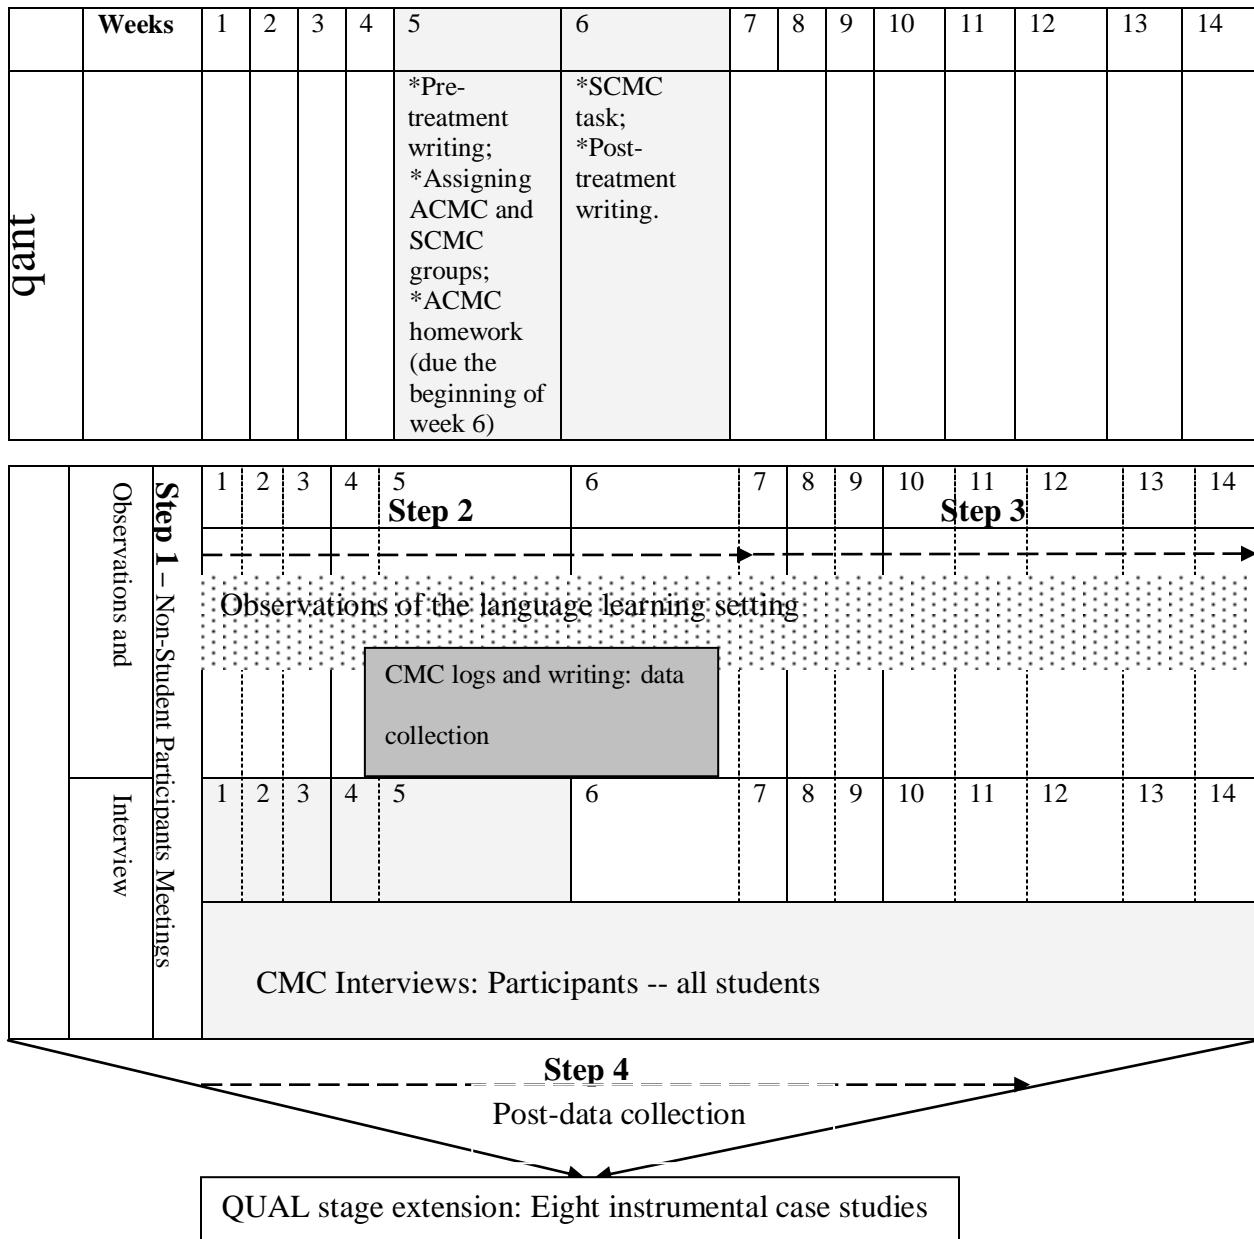 Weeks 1 2 3 4 5 6 7 8 9 10 11 12 13 14
quant
*Pre-
treatment
writing;
*Assigning
ACMC and
SCMC
groups;
*ACMC
homework
(due the
beginning of
week 6)
*SCMC
task;
*Post-
treatment
writing.
Observations and
Step 1 – Non-Student Participants Meetings
1 2 3 4 5 6 7 8 9 10 11 12 13 14
Step 2
Step 3
Observations of the language learning setting
CMC logs and writing: data
collection
Interview
1 2 3 4 5 6 7 8 9 10 11 12 13 14
CMC Interviews: Participants -- all students
Step 4
Post-data collection
QUAL stage extension: Eight instrumental case studies